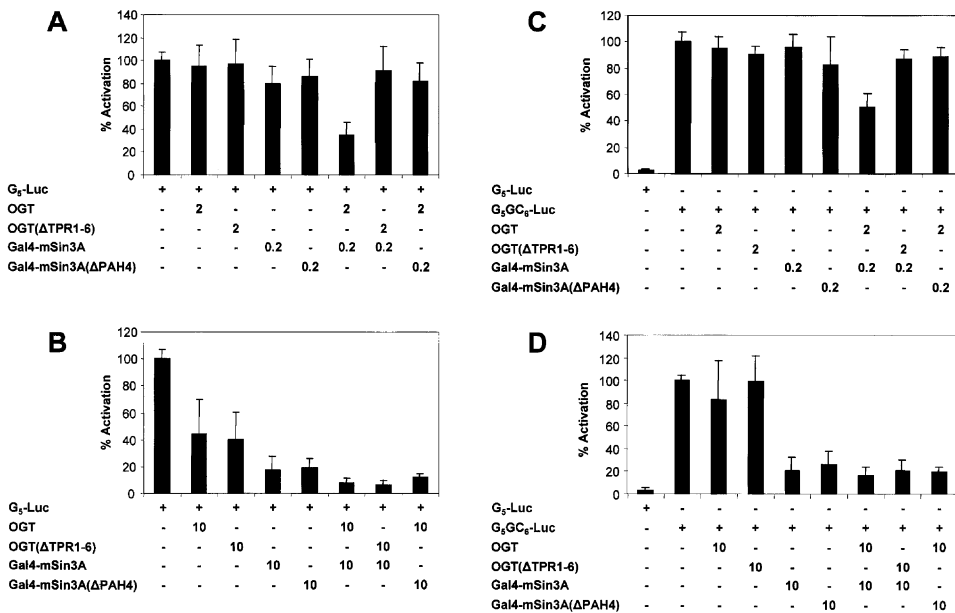 A
% Activation
140
120
100
80
60
40
20
0
G₅-Luc + + + + + + + +
OGT - 2 - - - 2 - 2
OGT(ΔTPR1-6) - - 2 - - - 2 -
Gal4-mSin3A - - - 0.2 - 0.2 0.2 -
Gal4-mSin3A(ΔPAH4) - - - - 0.2 - - 0.2
B
% Activation
120
100
80
60
40
20
0
G₅-Luc + + + + + + + +
OGT - 10 - - - 10 - 10
OGT(ΔTPR1-6) - - 10 - - - 10 -
Gal4-mSin3A - - - 10 - 10 10 -
Gal4-mSin3A(ΔPAH4) - - - - 10 - - 10
C
% Activation
120
100
80
60
40
20
0
G₅-Luc + - - - - - - - -
G₅GC₆-Luc - + + + + + + + +
OGT - - 2 - - - 2 - 2
OGT(ΔTPR1-6) - - - 2 - - - 2 -
Gal4-mSin3A - - - - 0.2 - 0.2 0.2 -
Gal4-mSin3A(ΔPAH4) - - - - - 0.2 - - 0.2
D
% Activation
140
120
100
80
60
40
20
0
G₅-Luc + - - - - - - - -
G₅GC₆-Luc - + + + + + + + +
OGT - - 10 - - - 10 - 10
OGT(ΔTPR1-6) - - - 10 - - - 10 -
Gal4-mSin3A - - - - 10 - 10 10 -
Gal4-mSin3A(ΔPAH4) - - - - - 10 - - 10